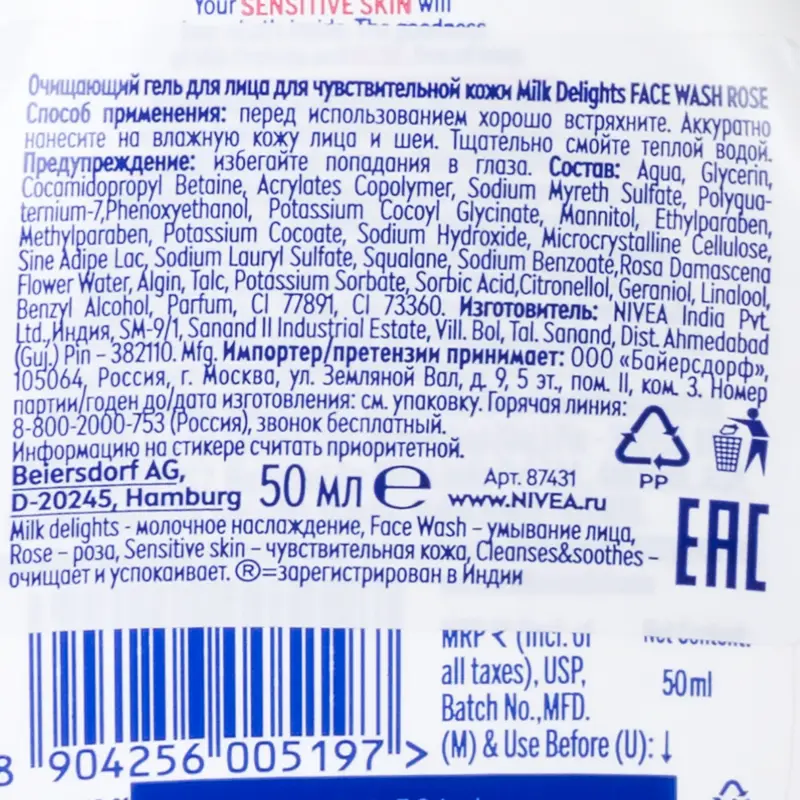 Your SENSITIVE SKIN will
The goodness
Очищающий гель для лица для чувствительной кожи Milk Delights FACE WASH ROSE
Способ применения: перед использованием хорошо встряхните. Аккуратно
нанесите на влажную кожу лица и шеи. Тщательно смойте теплой водой.
Предупреждение: избегайте попадания в глаза. Состав: Aqua, Glycerin,
Cocamidopropyl Betaine, Acrylates Copolymer, Sodium Myreth Sulfate, Polyqua-
ternium-7,Phenoxyethanol, Potassium Cocoyl Glycinate, Mannitol, Ethylparaben,
Methylparaben, Potassium Cocoate, Sodium Hydroxide, Microcrystalline Cellulose,
Sine Adipe Lac, Sodium Lauryl Sulfate, Squalane, Sodium Benzoate,Rosa Damascena
Flower Water, Algin, Talc, Potassium Sorbate, Sorbic Acid,Citronellol, Geraniol, Linalool,
Benzyl Alcohol, Parfum, CI 77891, CI 73360. Изготовитель: NIVEA India Pvt.
Ltd.,Индия, SM-9/1, Sanand II Industrial Estate, Vill. Bol, Tal. Sanand, Dist. Ahmedabad
(Guj.) Pin – 382110. Mfg. Импортер/претензии принимает: ООО «Байерсдорф»,
105064, Россия, г. Москва, ул. Земляной Вал, д. 9, 5 эт., пом. II, ком. 3. Номер
партии/годен до/дата изготовления: см. упаковку. Горячая линия:
8-800-2000-753 (Россия), звонок бесплатный.
Информацию на стикере считать приоритетной.
Beiersdorf AG,
D-20245, Hamburg
50 мл ℮
Арт. 87431
www.NIVEA.ru
PP
EAC
Milk delights - молочное наслаждение, Face Wash – умывание лица,
Rose – роза, Sensitive skin – чувствительная кожа, Cleanses&soothes –
очищает и успокаивает. ®=зарегистрирован в Индии
MRP ₹ (Incl. of
all taxes), USP,
Batch No.,MFD.
(M) & Use Before (U): ↓
50ml
8 904256 005197 >